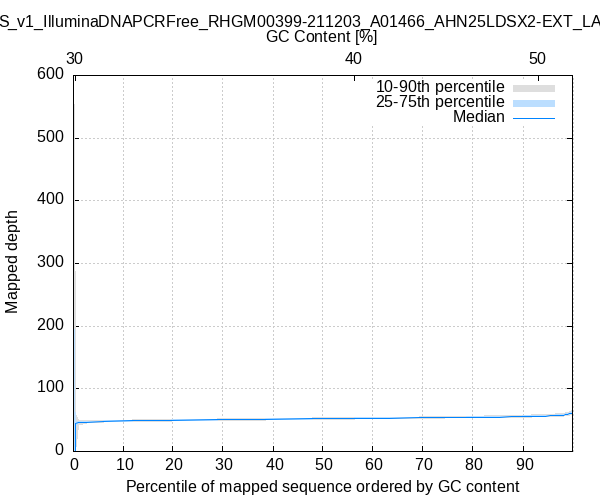 S_v1_IlluminaDNAPCRFree_RHGM00399-211203_A01466_AHN25LDSX2-EXT_LA
GC Content [%]
30 40 50
600
10-90th percentile
25-75th percentile
Median
500
400
300
200
100
0
Mapped depth
0 10 20 30 40 50 60 70 80 90
Percentile of mapped sequence ordered by GC content